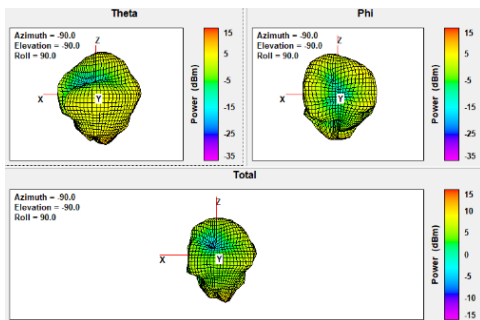 Theta
Azimuth = -90.0
Elevation = -90.0
Roll = 90.0
Z
X
Y
Power (dBm)
15
5
-5
-15
-25
-35
Phi
Azimuth = -90.0
Elevation = -90.0
Roll = 90.0
Z
X
Y
Power (dBm)
15
5
-5
-15
-25
-35
Total
Azimuth = -90.0
Elevation = -90.0
Roll = 90.0
Z
X
Y
Power (dBm)
15
10
5
0
-5
-10
-15